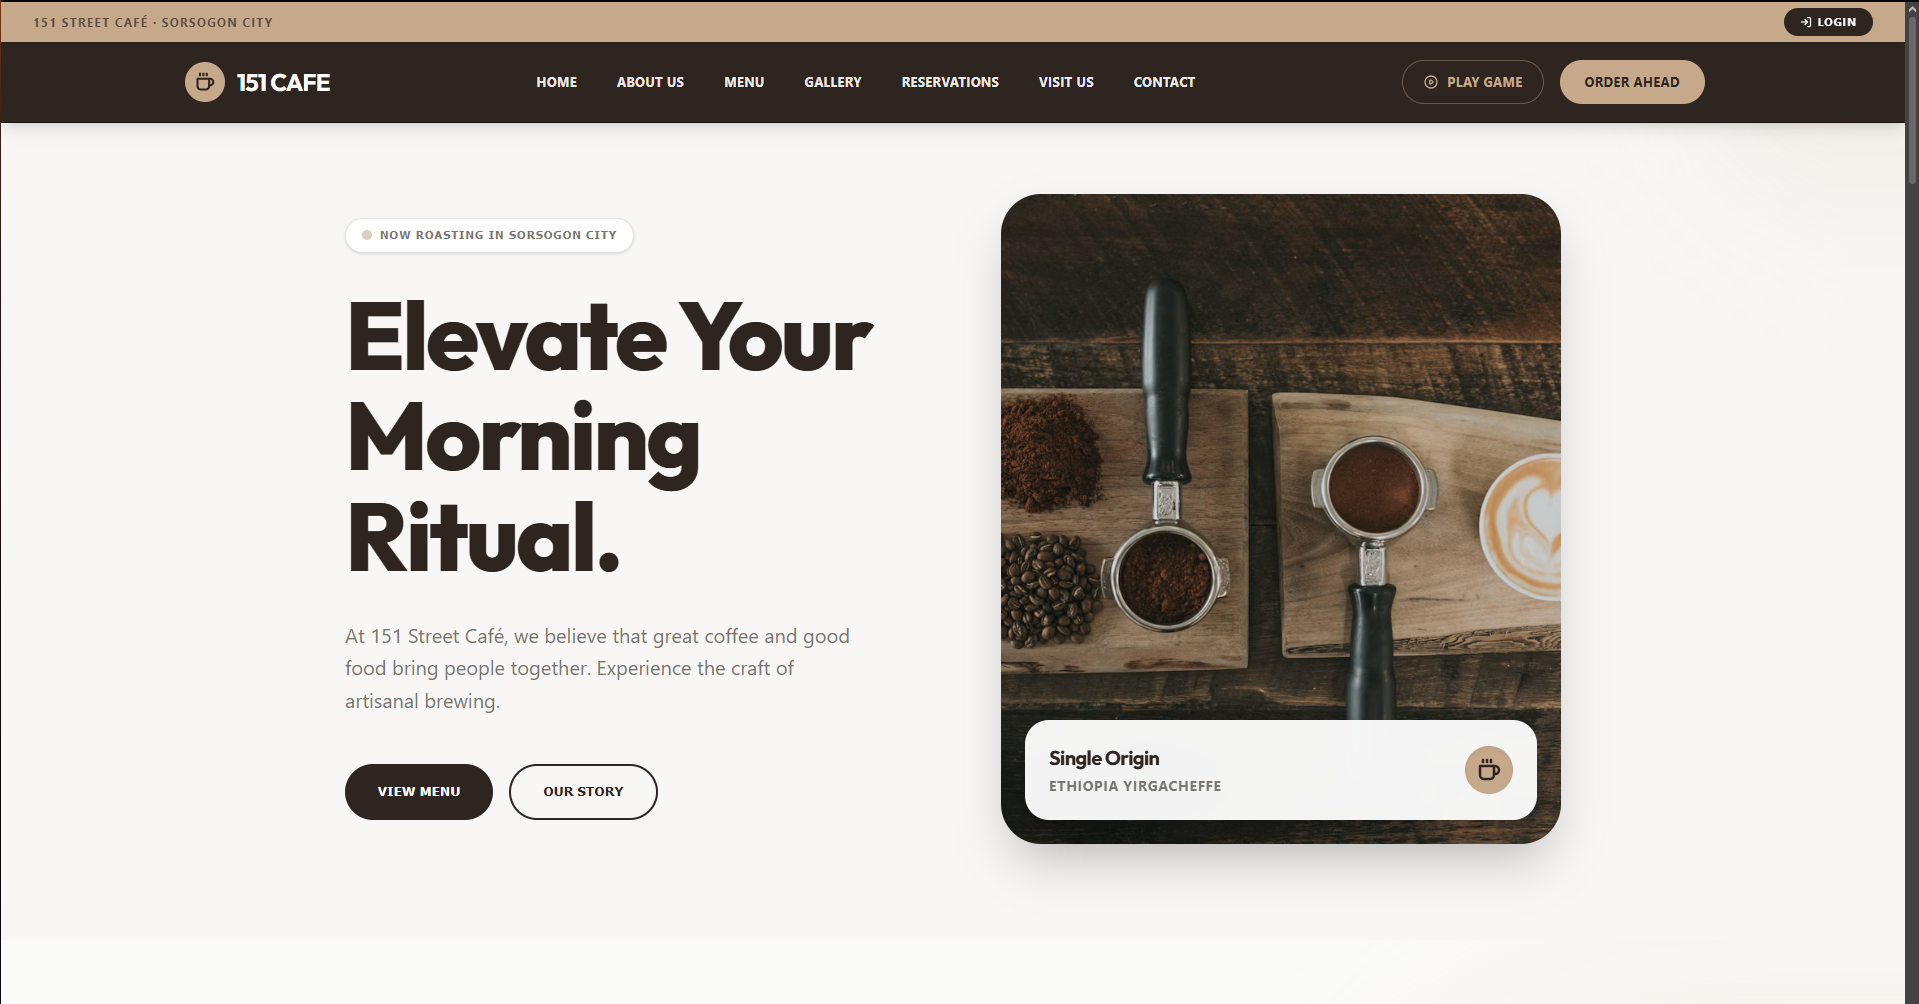 151 STREET CAFÉ · SORSOGON CITY
LOGIN
151 CAFE
HOME
ABOUT US
MENU
GALLERY
RESERVATIONS
VISIT US
CONTACT
PLAY GAME
ORDER AHEAD
NOW ROASTING IN SORSOGON CITY
Elevate Your
Morning
Ritual.
At 151 Street Café, we believe that great coffee and good
food bring people together. Experience the craft of
artisanal brewing.
VIEW MENU
OUR STORY
Single Origin
ETHIOPIA YIRGACHEFFE